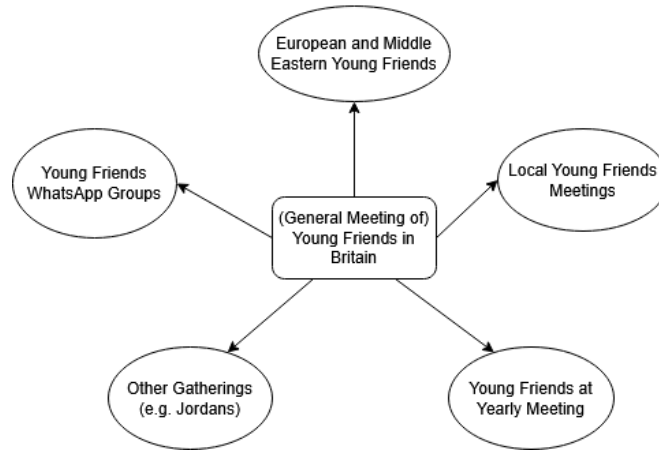 European and Middle
Eastern Young Friends
Young Friends
WhatsApp Groups
Local Young Friends
Meetings
(General Meeting of)
Young Friends in
Britain
Other Gatherings
(e.g. Jordans)
Young Friends at
Yearly Meeting